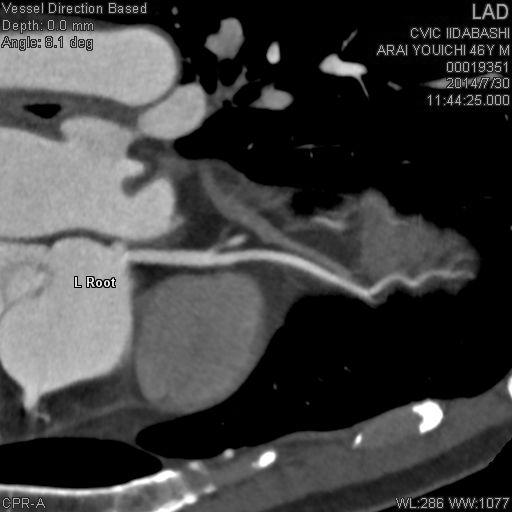 Vessel Direction Based
Depth: 0.0 mm
Angle: 8.1 deg
LAD
CVIC IIDABASHI
ARAI YOUICHI 46Y M
00019351
2014/7/30
11:44:25.000
L Root
CPR-A
WL:286 WW:1077